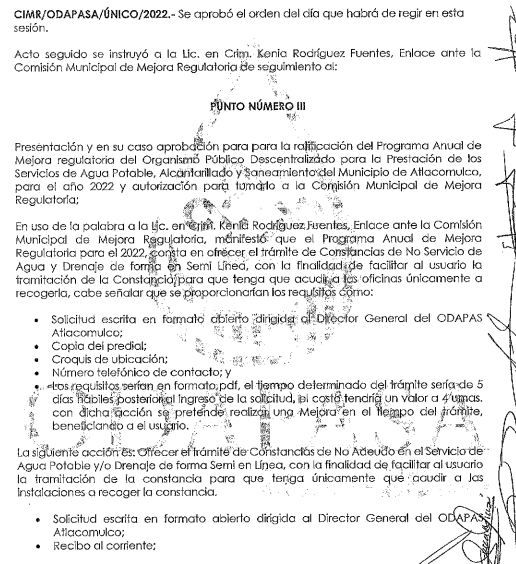 CIMR/ODAPASA/ÚNICO/2022.- Se aprobó el orden del día que habrá de regir en esta
sesión.
Acto seguido se instruyó a la Lic. en Crim. Kenia Rodríguez Fuentes, Enlace ante la
Comisión Municipal de Mejora Regulatoria de seguimiento al:
PUNTO NÚMERO III
Presentación y en su caso aprobación para para la ratificación del Programa Anual de
Mejora regulatoria del Organismo Público Descentralizado para la Prestación de los
Servicios de Agua Potable, Alcantarillado y Saneamiento del Municipio de Atlacomulco,
para el año 2022 y autorización para turnarlo a la Comisión Municipal de Mejora
Regulatoria;
En uso de la palabra a la Lic. en Crim. Kenia Rodríguez Fuentes, Enlace ante la Comisión
Municipal de Mejora Regulatoria, manifestó que el Programa Anual de Mejora
Regulatoria para el 2022, consta en ofrecer el trámite de Constancias de No Servicio de
Agua y Drenaje de forma en Semi Línea, con la finalidad de facilitar al usuario la
tramitación de la Constancia para que tenga que acudir a las oficinas únicamente a
recogerla, cabe señalar que se proporcionarían los requisitos como:
• Solicitud escrita en formato abierto dirigida al Director General del ODAPAS
Atlacomulco;
• Copia del predial;
• Croquis de ubicación;
• Número telefónico de contacto; y
• Los requisitos serían en formato pdf, el tiempo determinado del trámite sería de 5
días hábiles posterior al ingreso de la solicitud, el costo tendría un valor a 4 umas.
con dicha acción se pretende realizar una Mejora en el tiempo del trámite,
beneficiando a el usuario.
ODAPASA
La siguiente acción es: Ofrecer el trámite de Constancias de No Adeudo en el Servicio de
Agua Potable y/o Drenaje de forma Semi en Línea, con la finalidad de facilitar al usuario
la tramitación de la constancia para que tenga únicamente que acudir a las
instalaciones a recoger la constancia.
• Solicitud escrita en formato abierto dirigida al Director General del ODAPAS
Atlacomulco;
• Recibo al corriente;